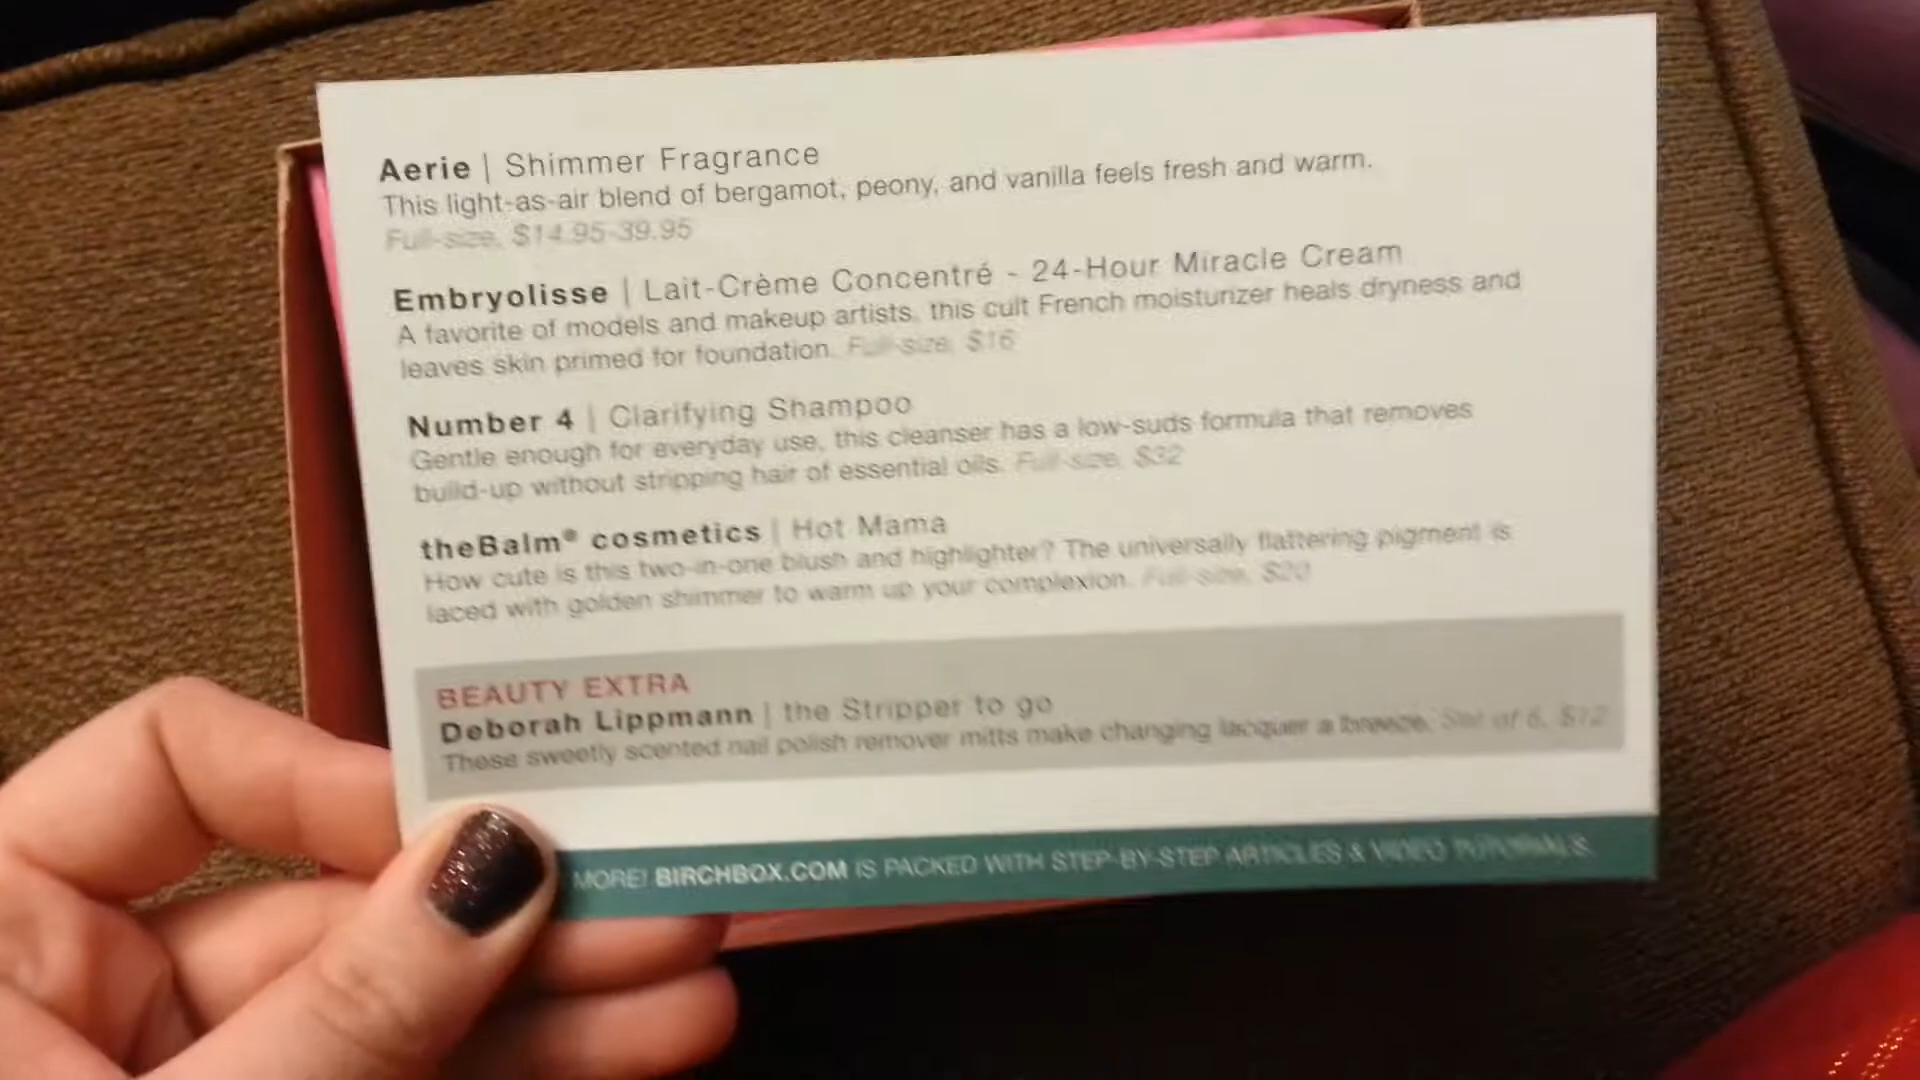 Aerie | Shimmer Fragrance
This light-as-air blend of bergamot, peony, and vanilla feels fresh and warm.
Full-size, $14.95-39.95
Embryolisse | Lait-Crème Concentré - 24-Hour Miracle Cream
A favorite of models and makeup artists, this cult French moisturizer heals dryness and
leaves skin primed for foundation. Full-size, $16
Number 4 | Clarifying Shampoo
Gentle enough for everyday use, this cleanser has a low-suds formula that removes
build-up without stripping hair of essential oils. Full-size, $32
theBalm® cosmetics | Hot Mama
How cute is this two-in-one blush and highlighter? The universally flattering pigment is
laced with golden shimmer to warm up your complexion. Full-size, $20
BEAUTY EXTRA
Deborah Lippmann | the Stripper to go
These sweetly scented nail polish remover mitts make changing lacquer a breeze. Set of 6, $12
MORE! BIRCHBOX.COM IS PACKED WITH STEP-BY-STEP ARTICLES & VIDEO TUTORIALS.